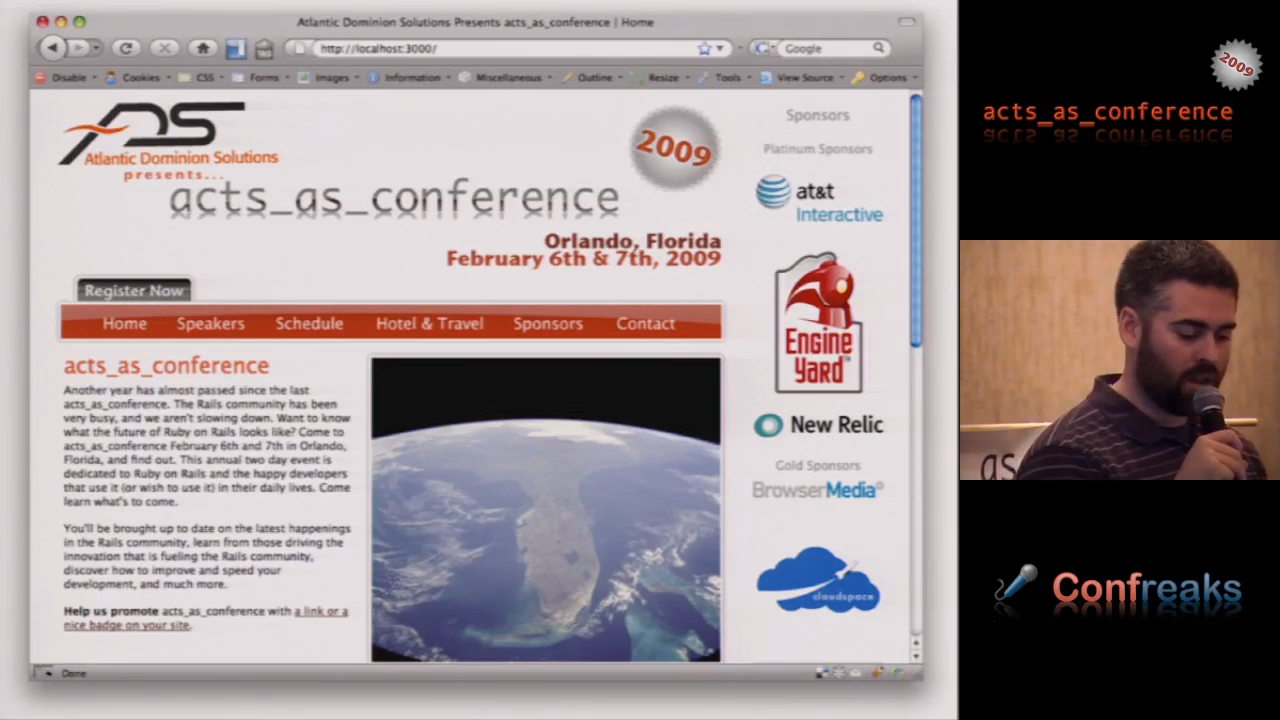 Atlantic Dominion Solutions Presents acts_as_conference | Home
http://localhost:3000/
Google
Disable Cookies CSS Forms Images Information Miscellaneous Outline Resize Tools View Source Options
ADS
Atlantic Dominion Solutions
presents...
acts_as_conference
2009
Orlando, Florida
February 6th & 7th, 2009
Register Now
Home Speakers Schedule Hotel & Travel Sponsors Contact
acts_as_conference
Another year has almost passed since the last
acts_as_conference. The Rails community has been
very busy, and we aren't slowing down. Want to know
what the future of Ruby on Rails looks like? Come to
acts_as_conference February 6th and 7th in Orlando,
Florida, and find out. This annual two day event is
dedicated to Ruby on Rails and the happy developers
that use it (or wish to use it) in their daily lives. Come
learn what's to come.
You'll be brought up to date on the latest happenings
in the Rails community, learn from those driving the
innovation that is fueling the Rails community,
discover how to improve and speed your
development, and much more.
Help us promote acts_as_conference with a link or a
nice badge on your site.
Sponsors
Platinum Sponsors
at&t
Interactive
Engine
Yard™
New Relic
Gold Sponsors
BrowserMedia
cloudspace
Done
2009
acts_as_conference
as
Confreaks